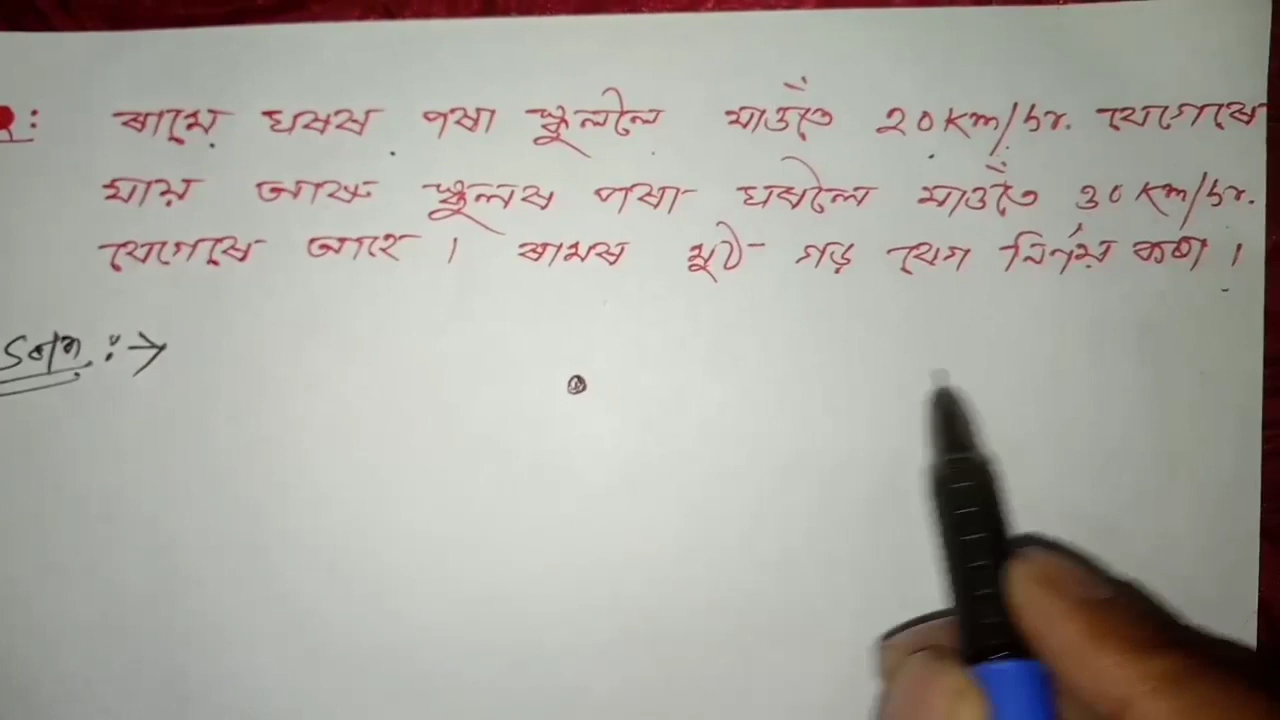 Q: ৰামে ঘৰৰ পৰা স্কুললৈ যাওঁতে 20km/hr. বেগেৰে
যায় আৰু স্কুলৰ পৰা ঘৰলৈ যাওঁতে 30km/hr.
বেগেৰে আহে । ৰামৰ মুঠ গড় বেগ নিৰ্ণয় কৰা ।
Soln :→